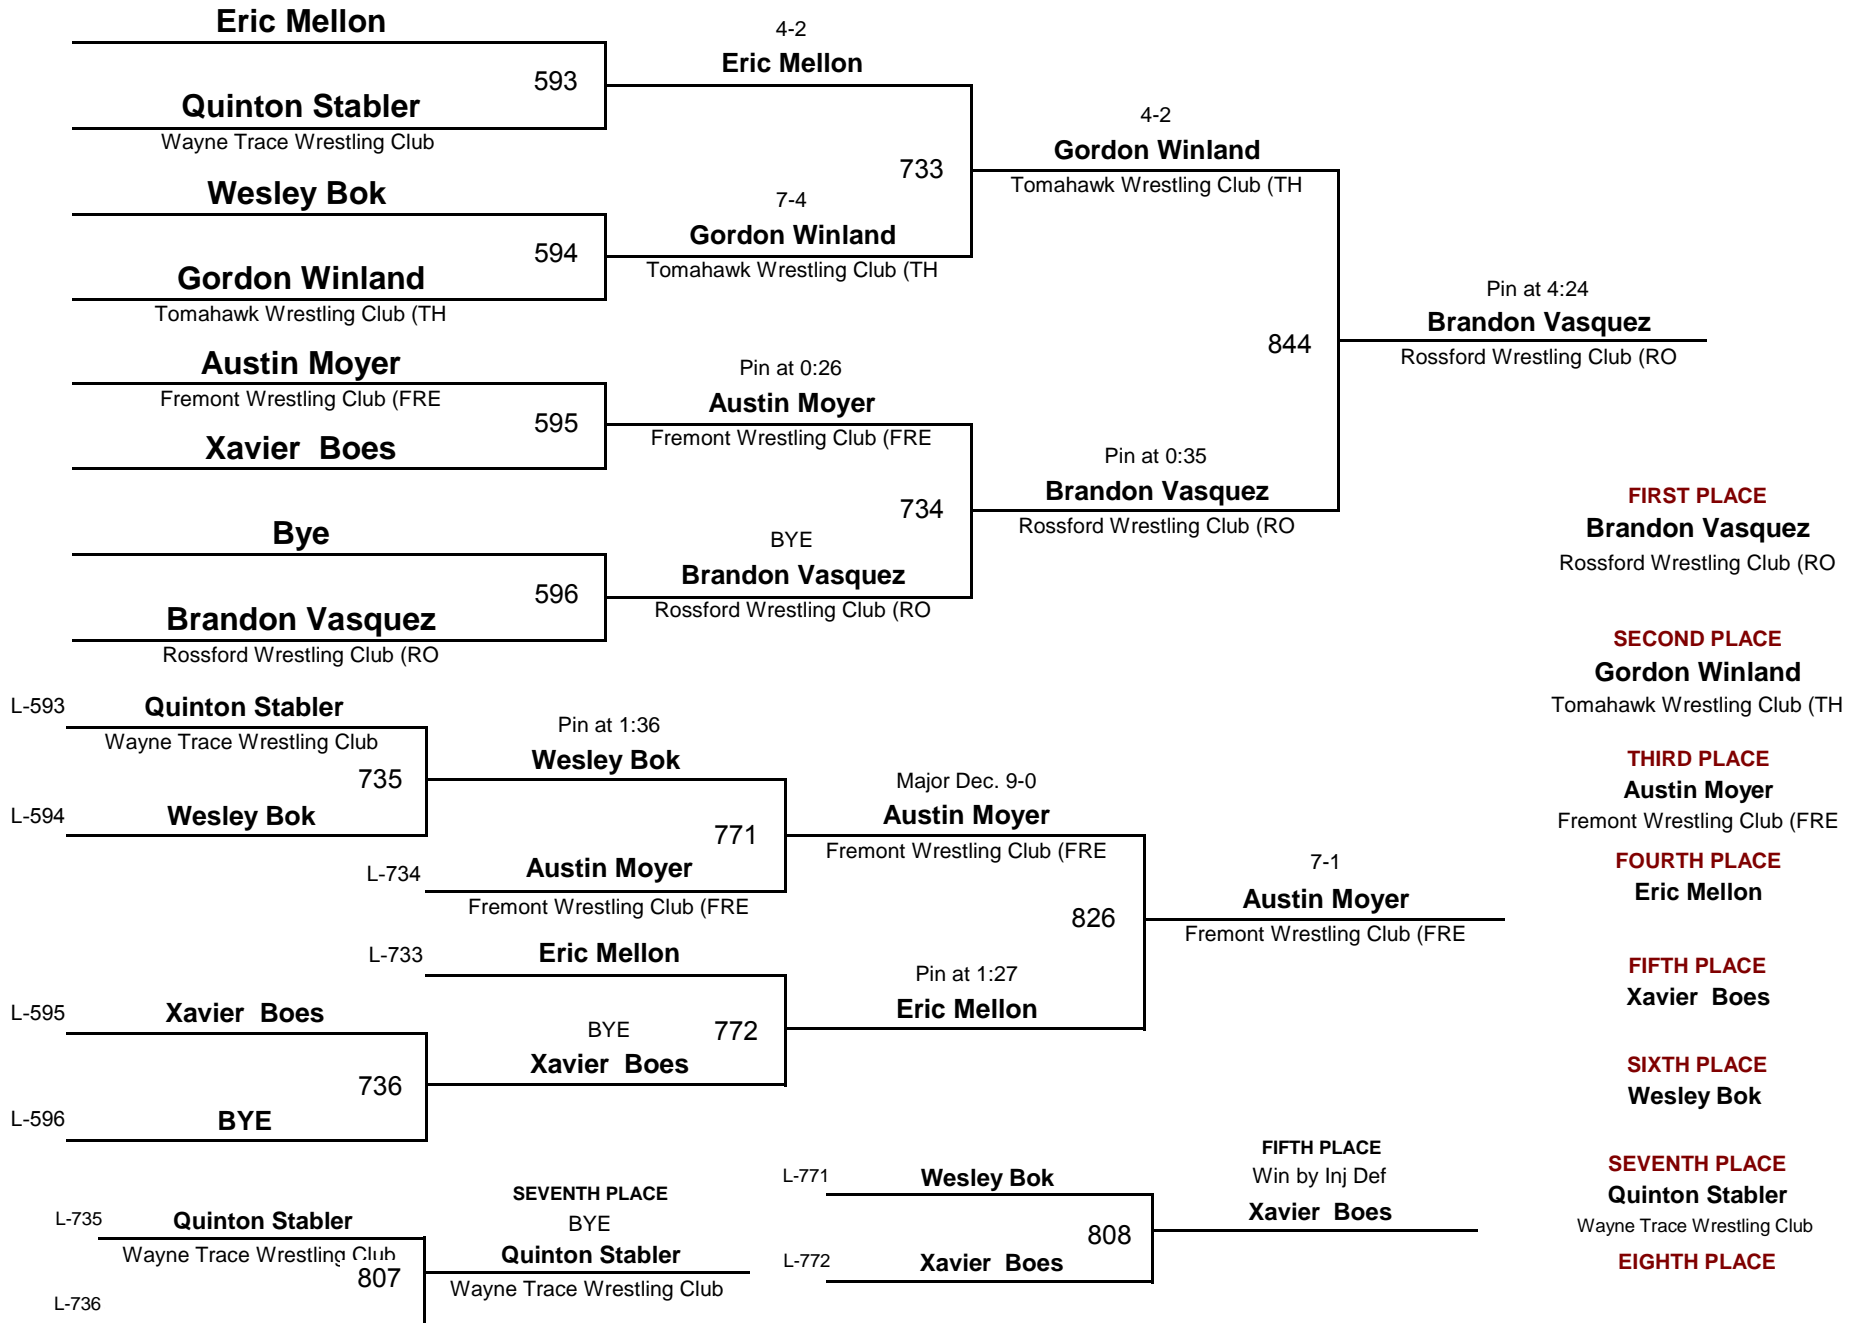 Eric Mellon
593
Quinton Stabler
Wayne Trace Wrestling Club
Wesley Bok
594
Gordon Winland
Tomahawk Wrestling Club (TH
Austin Moyer
Fremont Wrestling Club (FRE
595
Xavier  Boes
Bye
596
Brandon Vasquez
Rossford Wrestling Club (RO
4-2
Eric Mellon
733
7-4
Gordon Winland
Tomahawk Wrestling Club (TH
Pin at 0:26
Austin Moyer
Fremont Wrestling Club (FRE
734
BYE
Brandon Vasquez
Rossford Wrestling Club (RO
4-2
Gordon Winland
Tomahawk Wrestling Club (TH
844
Pin at 0:35
Brandon Vasquez
Rossford Wrestling Club (RO
Pin at 4:24
Brandon Vasquez
Rossford Wrestling Club (RO
L-593
Quinton Stabler
Wayne Trace Wrestling Club
735
L-594
Wesley Bok
Pin at 1:36
Wesley Bok
771
L-734
Austin Moyer
Fremont Wrestling Club (FRE
L-733
Eric Mellon
L-595
Xavier  Boes
736
L-596
BYE
BYE
772
Xavier  Boes
Major Dec. 9-0
Austin Moyer
Fremont Wrestling Club (FRE
826
Pin at 1:27
Eric Mellon
7-1
Austin Moyer
Fremont Wrestling Club (FRE
L-735
Quinton Stabler
Wayne Trace Wrestling Club
807
L-736
SEVENTH PLACE
BYE
Quinton Stabler
Wayne Trace Wrestling Club
L-771
Wesley Bok
808
L-772
Xavier  Boes
FIFTH PLACE
Win by Inj Def
Xavier  Boes
FIRST PLACE
Brandon Vasquez
Rossford Wrestling Club (RO
SECOND PLACE
Gordon Winland
Tomahawk Wrestling Club (TH
THIRD PLACE
Austin Moyer
Fremont Wrestling Club (FRE
FOURTH PLACE
Eric Mellon
FIFTH PLACE
Xavier  Boes
SIXTH PLACE
Wesley Bok
SEVENTH PLACE
Quinton Stabler
Wayne Trace Wrestling Club
EIGHTH PLACE